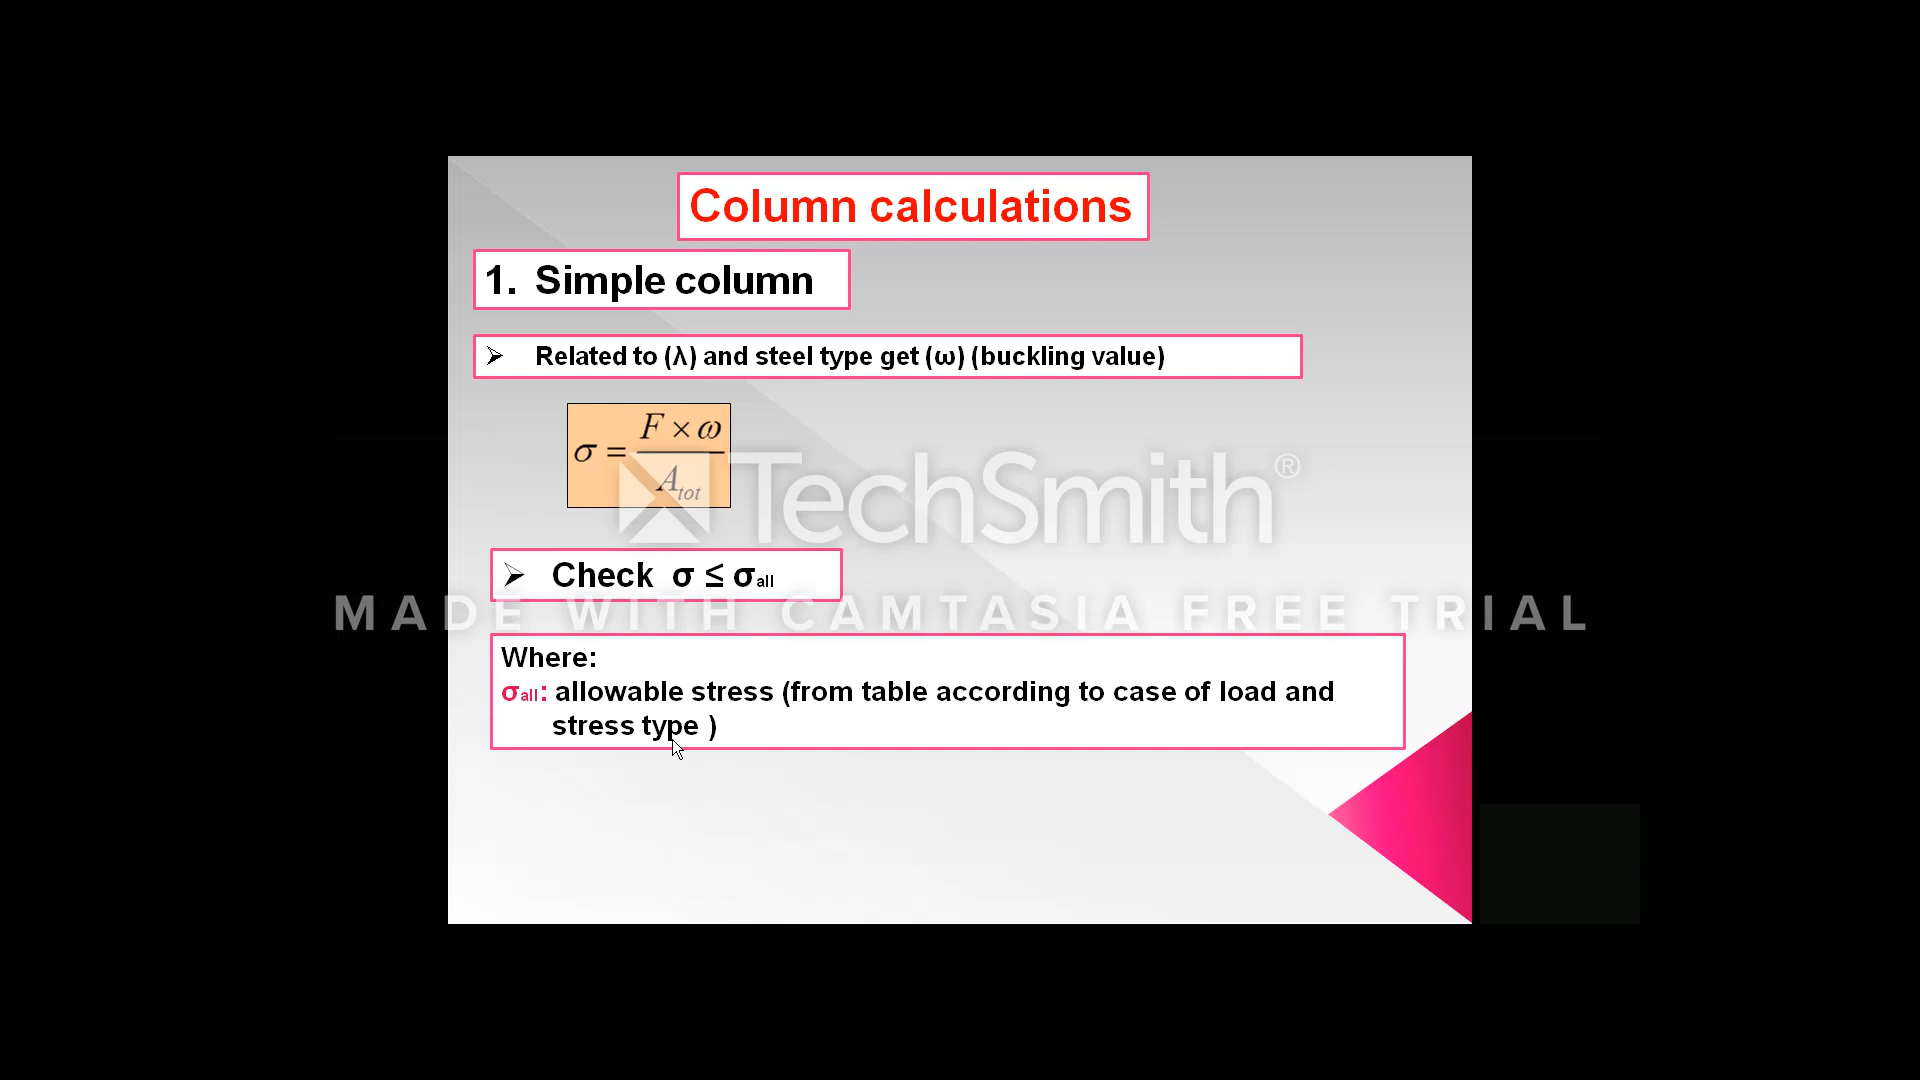 Column calculations
1. Simple column
➢ Related to (λ) and steel type get (ω) (buckling value)
σ = F × ω / A_tot
TechSmith®
➢ Check σ ≤ σall
MADE WITH CAMTASIA FREE TRIAL
Where:
σall: allowable stress (from table according to case of load and
stress type )